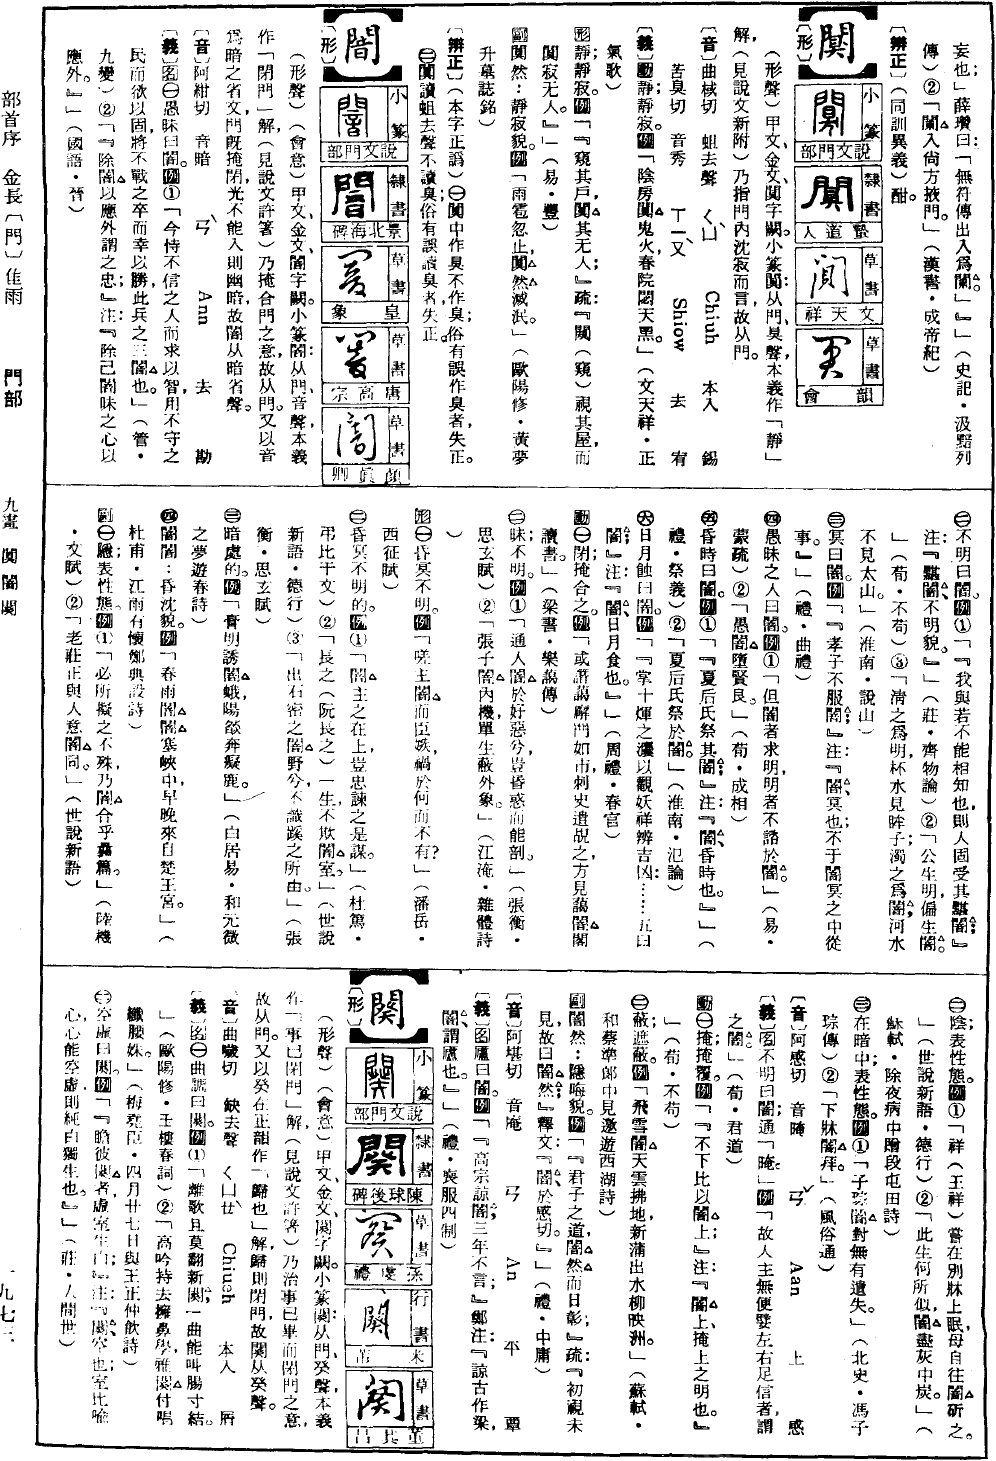 妄也」薛瓚曰:「無符傳出入爲闌」』」(史記・汲黯列
傳)②「闌入尙方掖門。」(漢書・成帝紀)
〔辨正〕(同訓異義)酣。
闃
〔形〕
小篆 說文門部
隸書 鷙道人
草書 文天祥
草書 韻會
(形聲)甲文、金文闃字闕。小篆闃:从門臭聲,本義作「靜」
解,(見說文新附)乃指門內沈寂而言,故从門。
〔音〕曲棫切 蛆去聲 ㄑㄩˋ Chiuh 本入 錫
苦臭切 音秀 ㄒㄧㄡˋ Shiow 去 宥
〔義〕動靜;靜寂。例「陰房闃鬼火,春院閟天黑。」(文天祥・正
氣歌)
形靜;靜寂。例「『窺其戶,闃其无人』疏:『闃(窺)視其屋,而
闃寂无人。』」(易・豐)
副闃然:靜寂貌。例「雨雹忽止闃然滅泯。」(歐陽修・黃夢
升墓誌銘)
〔辨正〕(本字正譌)㊀闃中作臭不作臭,俗有誤作臭者,失正。
㊁闃讀蛆去聲不讀臭,俗有誤讀臭者,失正。
闇
〔形〕
小篆 說文門部
隸書 景北海碑
草書 皇象
草書 唐高宗
草書 顏眞卿
(形聲)(會意)甲文、金文、闇字闕。小篆闇:从門、音聲,本義
作「閉門」解,(見說文許箸)乃掩合門之意,故从門。又以音
爲暗之省文,門既掩閉光不能入則幽暗,故闇从暗省聲。
〔音〕阿紺切 音暗 ㄢˋ Ann 去 勘
〔義〕名㊀愚昧曰闇。例①「今恃不信之人,而求以智,用不守之
民,而欲以固,將不戰之卒,而幸以勝,此兵之三闇也。」(管・
九變)②「『除闇以應外謂之忠;』注:『除己闇昧之心以
應外。』」(國語・晉)
㊁不明曰闇。例①「『我與若不能相知也,則人固受其黮闇;』
注:『黮闇,不明貌。』」(莊・齊物論)②「公生明,偏生闇。
」(荀・不苟)③「淸之爲明,杯水見眸子;濁之爲闇,河水
不見太山。」(淮南・說山)
㊂冥曰闇。例「『孝子不服闇;』注『闇,冥也;不于闇冥之中從
事。』」(禮・曲禮)
㊃愚昧之人曰闇。例①「但闇者求明,明者不諮於闇。」(易・
蒙疏)②「愚闇墮賢良。」(荀・成相)
㊄昏時曰闇。例①「『夏后氏祭其闇;』注:『闇,昏時也。』」(
禮・祭義)②「夏后氏祭於闇。」(淮南・氾論)
㊅日月蝕曰闇。例「『掌十煇之灋,以觀妖祥,辨吉凶:……五曰
闇』注:『闇,日月食也。』」(周禮・春官)
動㊀閉;掩合之。例「或譖藹廨門如市,刺史遣覘之,方見藹闇閤
讀書。」(梁書・樂藹傳)
㊁昧;不明。例①「通人闇於好惡兮,豈昏惑而能剖。」(張衡・
思玄賦)②「張子闇內機,單生蔽外象。」(江淹・雜體詩
)
形㊀昏冥;不明。例「嗟主闇而臣嫉,禍於何而不有?」(潘岳・
西征賦)
㊁昏冥不明的。例①「闇主之在上,豈忠諫之是謀。」(杜篤・
弔比干文)②「長之(阮長之)一生不欺闇室。」(世說
新語・德行)③「出石密之闇野兮,不識蹊之所由。」(張
衡・思玄賦)
㊂暗處的。例「膏明誘闇蛾,陽燄奔癡鹿。」(白居易・和元微
之夢遊春詩)
㊃闇闇:昏沈貌。例「春雨闇闇塞峽中,早晚來自楚王宮。」(
杜甫・江雨有懷鄭典設詩)
副㊀隱;表性態。例①「必所擬之不殊,乃闇合乎曩篇。」(陸機
・文賦)②「老莊正與人意闇同。」(世說新語)
㊁陰;表性態。例①「祥(王祥)嘗在別牀上眠,母自往闇斫之。
」(世說新語・德行)②「此生何所似,闇盡灰中炭。」(
蘇軾・除夜病中贈段屯田詩)
㊂在暗中;表性態。例①「子琮闇對無有遺失。」(北史・馮子
琮傳)②「下牀闇拜。」(風俗通)
〔音〕阿感切 音晻 ㄢˇ Aan 上 感
〔義〕名不明曰闇;通「晻」。例「故人主無便嬖左右足信者,謂
之闇。」(荀・君道)
動㊀掩;掩覆。例「『不下比以闇上』注:『闇上,掩上之明也。』
」(荀・不苟)
㊁蔽;遮蔽。例「飛雪闇天雲拂地,新蒲出水柳映洲。」(蘇軾・
和蔡準郎中見邀遊西湖詩)
副闇然:隱晦貌。例「『君子之道,闇然而日彰』疏:『初視未
見,故曰闇然』釋文:『闇,於感切。』」(禮・中庸)
〔音〕阿堪切 音庵 ㄢ An 平 覃
〔義〕名廬曰闇。例「『高宗諒闇,三年不言;』鄭注:『諒古作梁,
闇,謂廬也。』」(禮・喪服四制)
闋
〔形〕
小篆 說文門部
隸書 陳球後碑
草書 孫虔禮
行書 米芾
草書 董其昌
(形聲)(會意)甲文、金文、闋字闕。小篆闋:从門癸聲,本義
作「事已閉門」解,(見說文許箸)乃治事已畢而閉門之意,
故从門。又以癸在正韻作「歸也」解,歸則閉門,故闋从癸聲。
〔音〕曲噦切 缺去聲 ㄑㄩㄝˋ Chiueh 本入 屑
〔義〕名㊀曲譜曰闋。例①「離歌且莫翻新闋,一曲能叫腸寸結。
」(歐陽修・玉樓春詞)②「高吟持去擁鼻學,雅闋付唱
纖腰姝。」(梅堯臣・四月廿七日與王正仲飲詩)
㊁空虛曰闋。例「『瞻彼闋者,虛室生白;』注:『闋,空也;室比喻
心,心能空虛,則純白獨生也。』」(莊・人間世)
部首序 金長〔門〕隹雨 門部 九畫 闃闇闋 一九七三